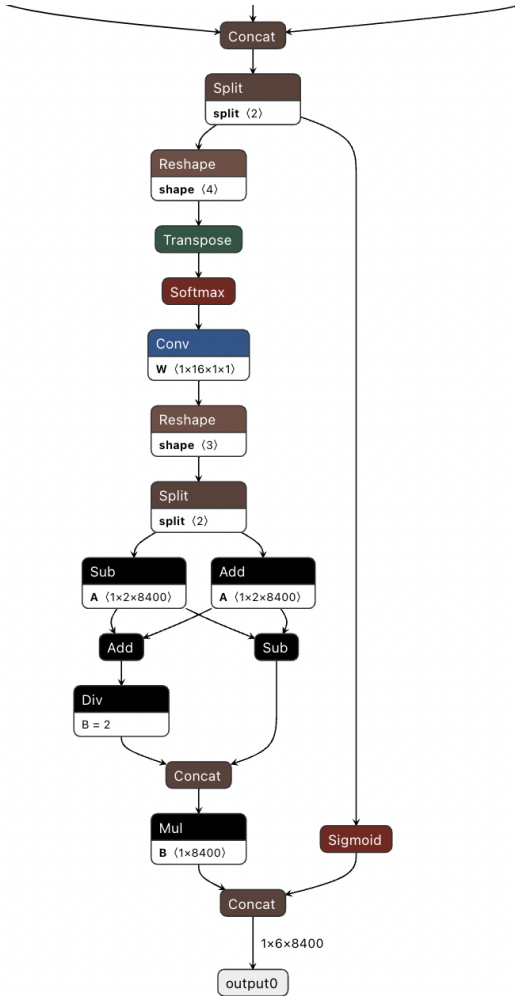 Concat
Split
split ⟨2⟩
Reshape
shape ⟨4⟩
Transpose
Softmax
Conv
W ⟨1×16×1×1⟩
Reshape
shape ⟨3⟩
Split
split ⟨2⟩
Sub
A ⟨1×2×8400⟩
Add
A ⟨1×2×8400⟩
Add
Sub
Div
B = 2
Concat
Mul
B ⟨1×8400⟩
Sigmoid
Concat
1×6×8400
output0